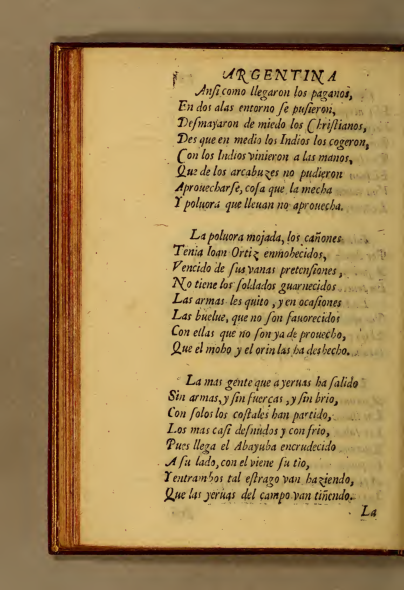 ARGENTINA
Ansi como llegaron los paganos,
En dos alas entorno se pusieron,
Desmayaron de miedo los Christianos,
Des que en medio los Indios los cogeron,
Con los Indios vinieron a las manos,
Que de los arcabuzes no pudieron
Aprouecharse, cosa que la mecha
Y poluora que lleuan no aprouecha.
La poluora mojada, los cañones
Tenia Ioan Ortiz enmohecidos,
Vencido de sus vanas pretensiones,
No tiene los soldados guarnecidos
Las armas les quito, y en ocasiones
Las buelue, que no son fauorecidos
Con ellas que no son ya de prouecho,
Que el moho y el orin las ha deshecho.
La mas gente que a yeruas ha salido
Sin armas, y sin fuerças, y sin brio,
Con solos los costales han partido,
Los mas casi desnudos y con frio,
Pues llega el Abayuba encrudecido
A su lado, con el viene su tio,
Y entrambos tal estrago van haziendo,
Que las yeruas del campo van tiñendo.
La